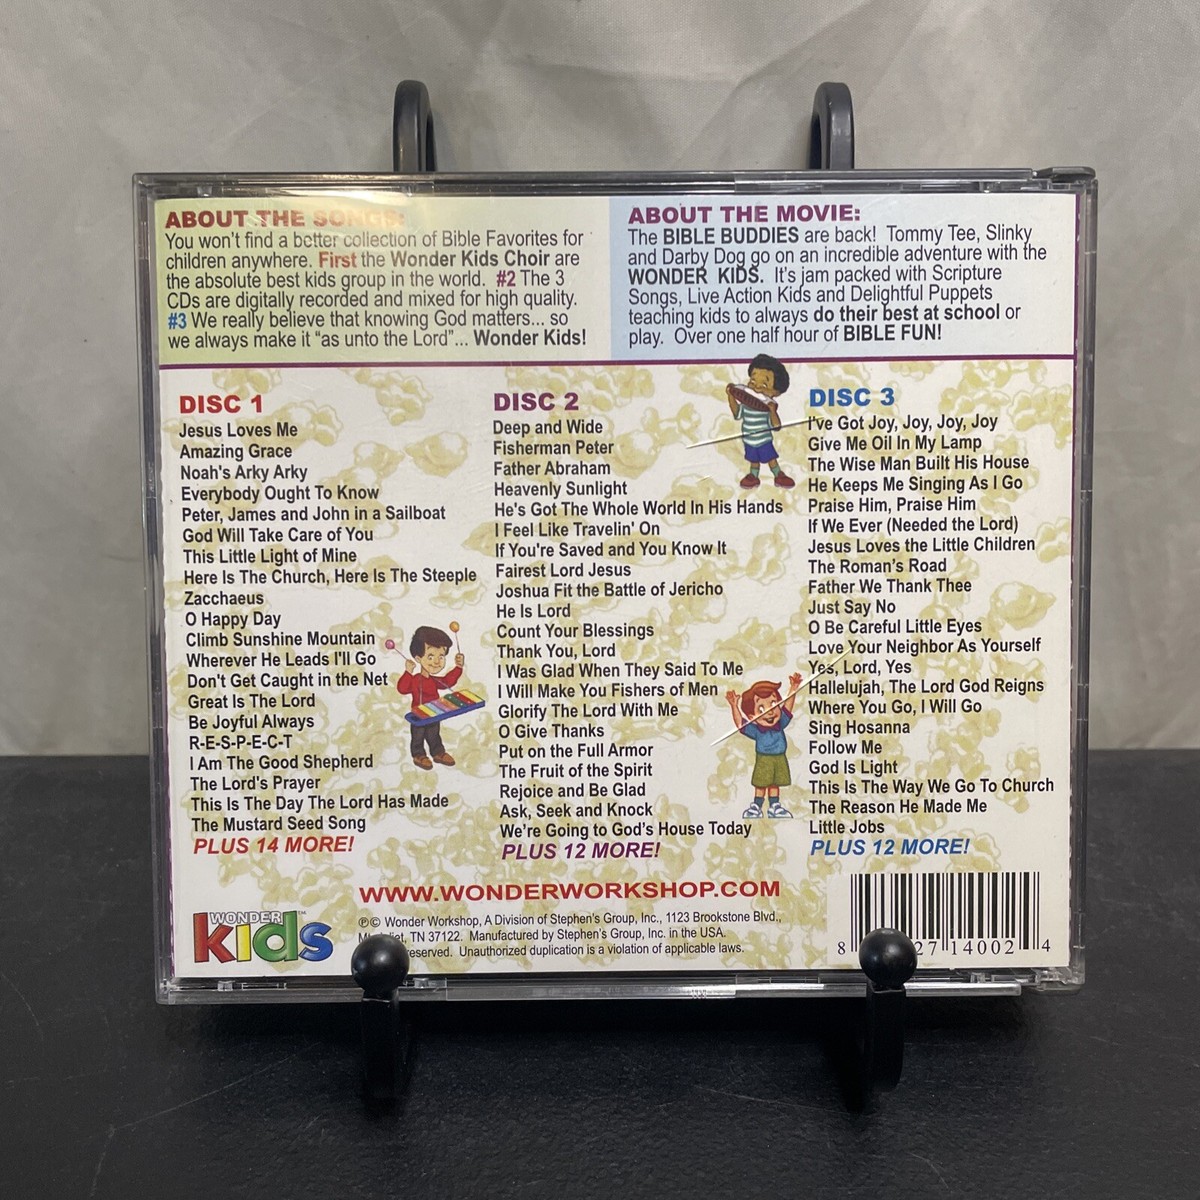 ABOUT THE SONGS:
You won't find a better collection of Bible Favorites for
children anywhere. First the Wonder Kids Choir are
the absolute best kids group in the world. #2 The 3
CDs are digitally recorded and mixed for high quality.
#3 We really believe that knowing God matters... so
we always make it "as unto the Lord"... Wonder Kids!
ABOUT THE MOVIE:
The BIBLE BUDDIES are back! Tommy Tee, Slinky
and Darby Dog go on an incredible adventure with the
WONDER KIDS. It's jam packed with Scripture
Songs, Live Action Kids and Delightful Puppets
teaching kids to always do their best at school or
play. Over one half hour of BIBLE FUN!
DISC 1
Jesus Loves Me
Amazing Grace
Noah's Arky Arky
Everybody Ought To Know
Peter, James and John in a Sailboat
God Will Take Care of You
This Little Light of Mine
Here Is The Church, Here Is The Steeple
Zacchaeus
O Happy Day
Climb Sunshine Mountain
Wherever He Leads I'll Go
Don't Get Caught in the Net
Great Is The Lord
Be Joyful Always
R-E-S-P-E-C-T
I Am The Good Shepherd
The Lord's Prayer
This Is The Day The Lord Has Made
The Mustard Seed Song
PLUS 14 MORE!
DISC 2
Deep and Wide
Fisherman Peter
Father Abraham
Heavenly Sunlight
He's Got The Whole World In His Hands
I Feel Like Travelin' On
If You're Saved and You Know It
Fairest Lord Jesus
Joshua Fit the Battle of Jericho
He Is Lord
Count Your Blessings
Thank You, Lord
I Was Glad When They Said To Me
I Will Make You Fishers of Men
Glorify The Lord With Me
O Give Thanks
Put on the Full Armor
The Fruit of the Spirit
Rejoice and Be Glad
Ask, Seek and Knock
We're Going to God's House Today
PLUS 12 MORE!
DISC 3
I've Got Joy, Joy, Joy, Joy
Give Me Oil In My Lamp
The Wise Man Built His House
He Keeps Me Singing As I Go
Praise Him, Praise Him
If We Ever (Needed the Lord)
Jesus Loves the Little Children
The Roman's Road
Father We Thank Thee
Just Say No
O Be Careful Little Eyes
Love Your Neighbor As Yourself
Yes, Lord, Yes
Hallelujah, The Lord God Reigns
Where You Go, I Will Go
Sing Hosanna
Follow Me
God Is Light
This Is The Way We Go To Church
The Reason He Made Me
Little Jobs
PLUS 12 MORE!
WWW.WONDERWORKSHOP.COM
WONDER
kids™
℗© Wonder Workshop, A Division of Stephen's Group, Inc., 1123 Brookstone Blvd.,
TN 37122. Manufactured by Stephen's Group, Inc. in the USA.
reserved. Unauthorized duplication is a violation of applicable laws.
8 27 14002 4